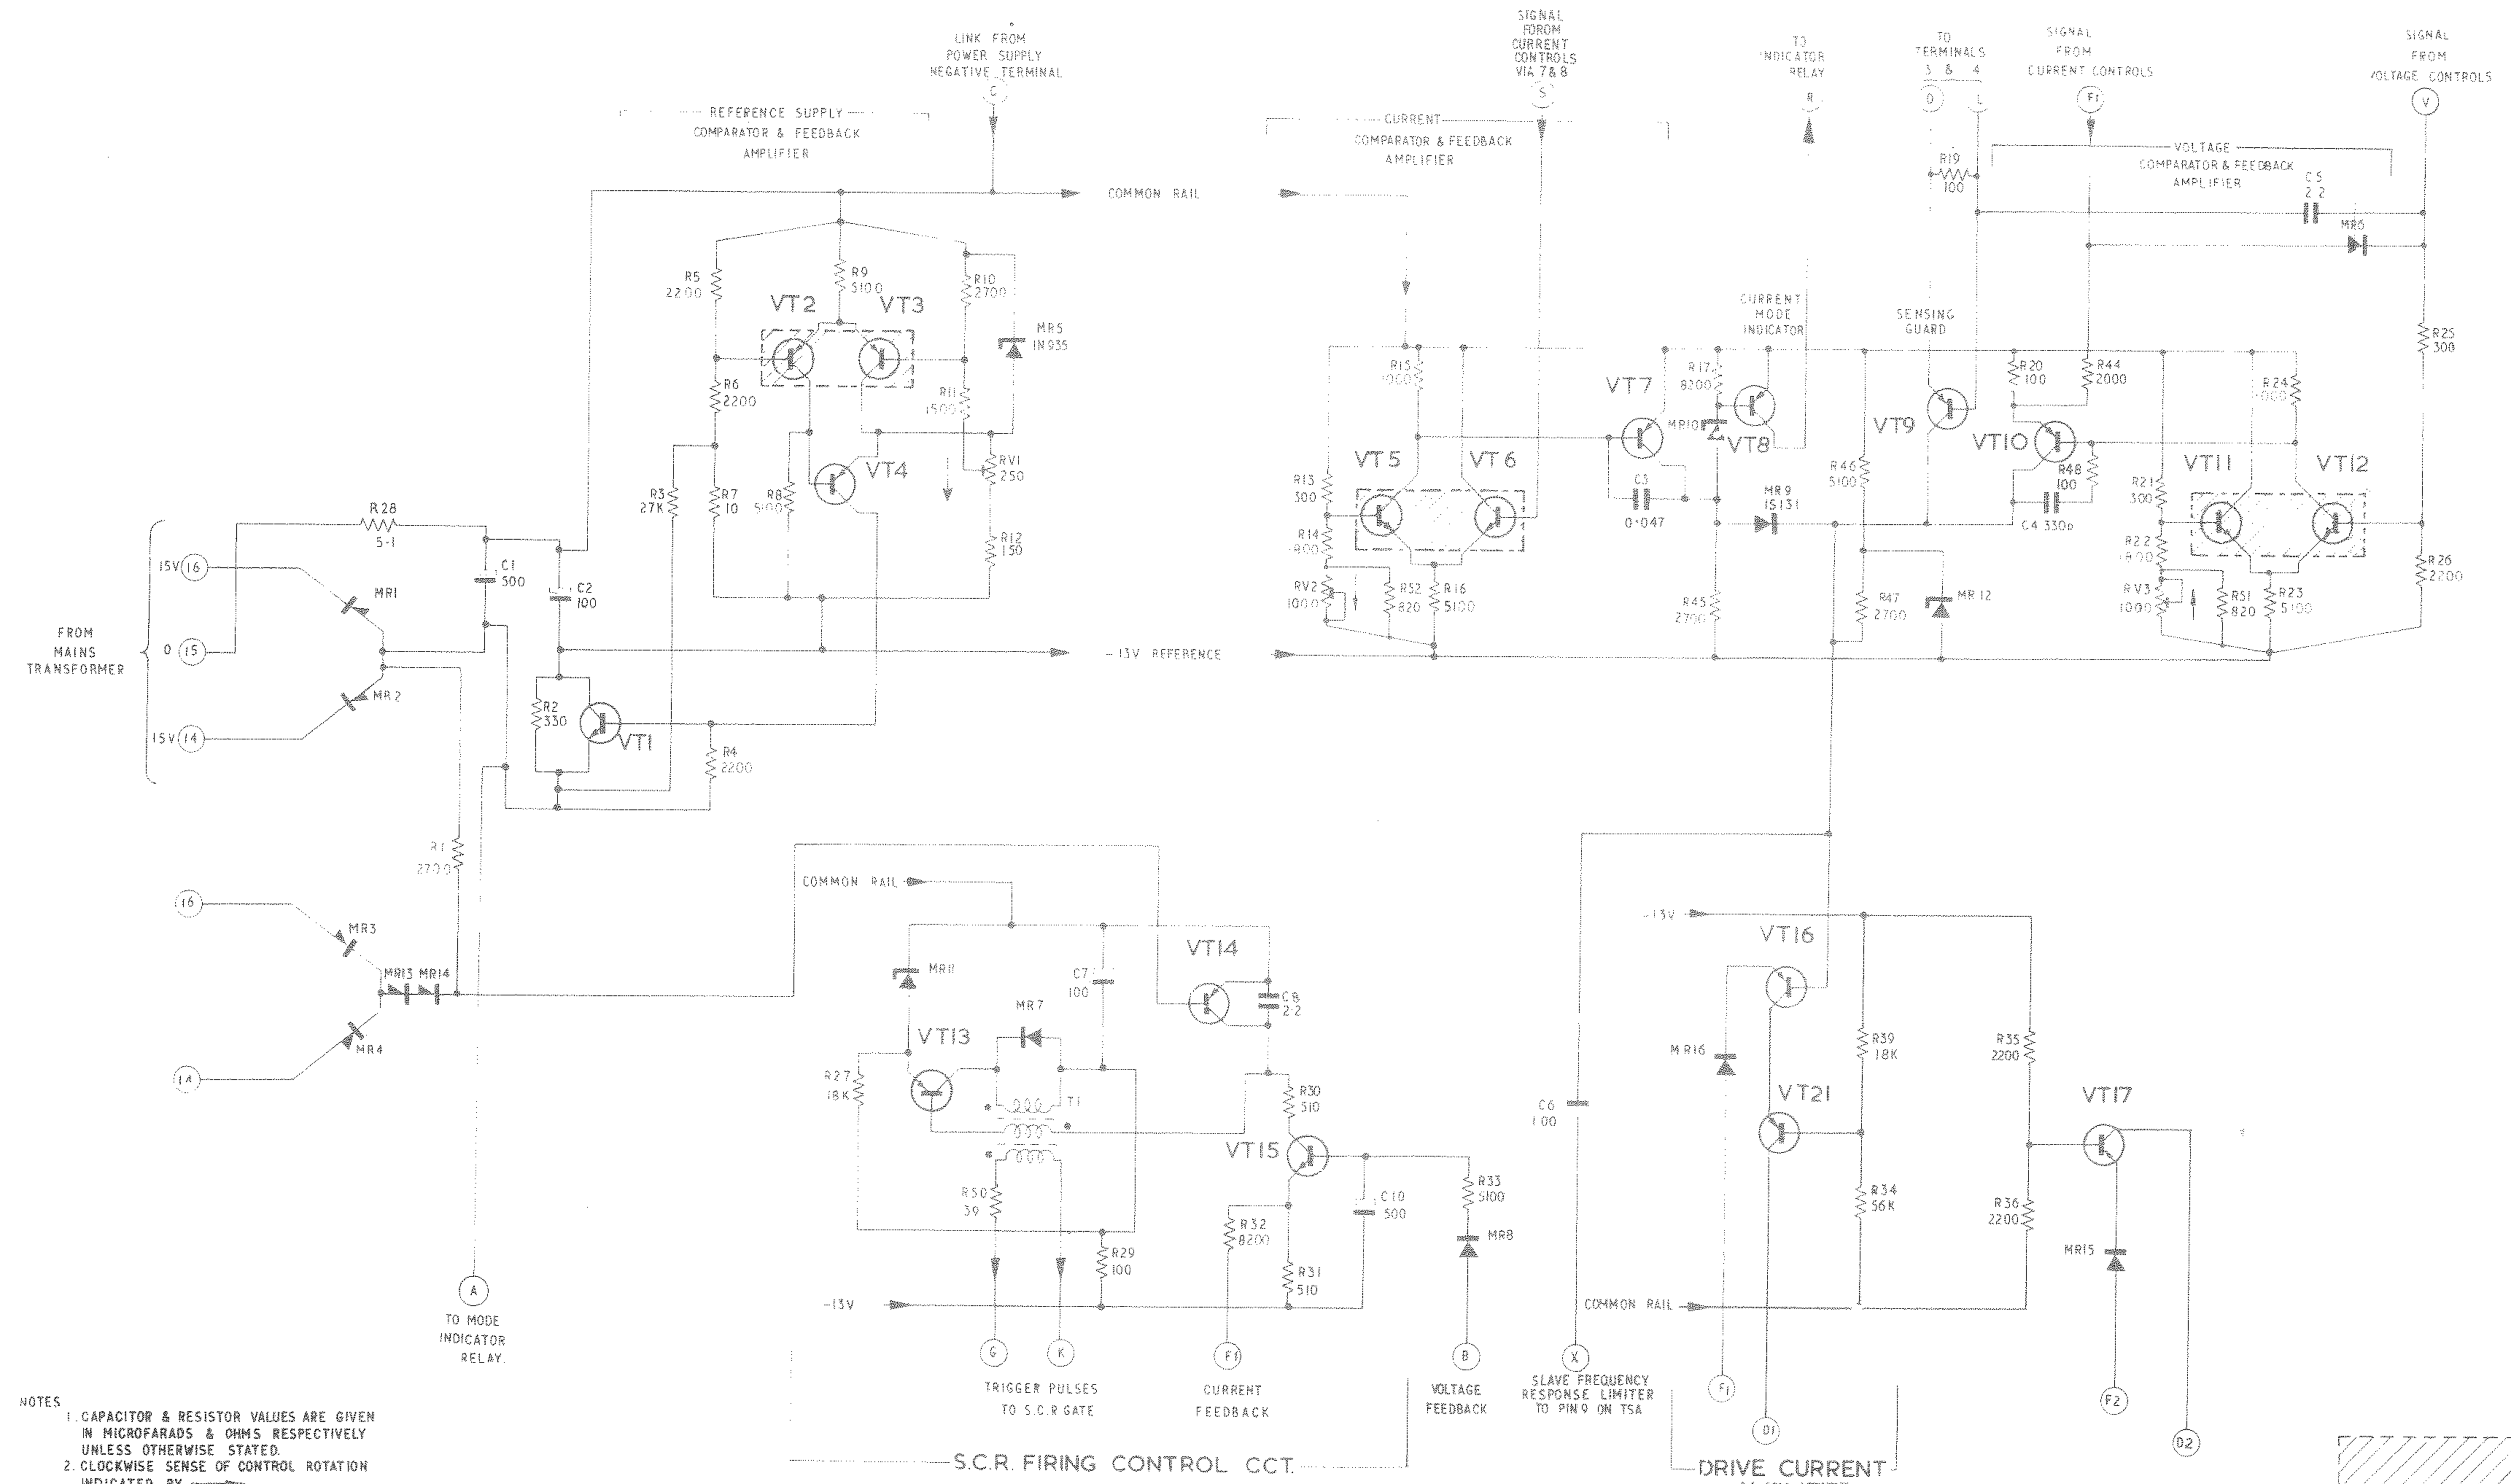 LINK FROM
POWER SUPPLY
NEGATIVE TERMINAL
C
SIGNAL
FOROM
CURRENT
CONTROLS
VIA 7 & 8
S
TO
INDICATOR
RELAY
R
TO
TERMINALS
3 & 4
D
L
SIGNAL
FROM
CURRENT CONTROLS
F1
SIGNAL
FROM
VOLTAGE CONTROLS
V
REFERENCE SUPPLY
COMPARATOR & FEEDBACK
AMPLIFIER
CURRENT
COMPARATOR & FEEDBACK
AMPLIFIER
VOLTAGE
COMPARATOR & FEEDBACK
AMPLIFIER
R19
100
C5
2.2
MR6
COMMON RAIL
R5
2200
R9
5100
R10
2700
VT2
VT3
MR5
IN935
R6
2200
R11
1500
VT4
RV1
250
R3
27K
R7
10
R8
5100
R12
150
CURRENT
MODE
INDICATOR
SENSING
GUARD
R15
R17
8200
VT7
MR10
VT8
VT9
R20
100
R44
2000
R24
R25
300
VT10
VT5
VT6
R13
300
C3
0.047
R46
5100
R48
100
C4 330p
MR9
IS131
VT11
VT12
R21
300
R14
R22
R26
2200
RV2
1000
R52
820
R16
5100
R45
2700
R47
2700
MR12
RV3
1000
R51
820
R23
5100
R28
5.1
15V 16
MR1
C1
500
C2
100
FROM
MAINS
TRANSFORMER
0 15
MR2
15V 14
-13V REFERENCE
R2
330
VT1
R4
2200
R1
2700
16
MR3
MR13 MR14
MR4
14
COMMON RAIL
MR11
C7
100
VT14
C8
2.2
MR7
VT13
R27
18K
T1
R30
510
VT15
R50
39
R33
5100
C10
500
R32
8200
MR8
R29
100
R31
510
-13V
-13V
VT16
MR16
R39
18K
R35
2200
VT21
VT17
C6
1.00
R34
56K
R36
2200
MR15
COMMON RAIL
A
TO MODE
INDICATOR
RELAY.
G
K
TRIGGER PULSES
TO S.C.R GATE
F1
CURRENT
FEEDBACK
B
VOLTAGE
FEEDBACK
X
SLAVE FREQUENCY
RESPONSE LIMITER
TO PIN 9 ON TSA
F1
D1
F2
D2
S.C.R. FIRING CONTROL CCT.
DRIVE CURRENT
NOTES
1. CAPACITOR & RESISTOR VALUES ARE GIVEN
IN MICROFARADS & OHMS RESPECTIVELY
UNLESS OTHERWISE STATED.
2. CLOCKWISE SENSE OF CONTROL ROTATION
INDICATED BY